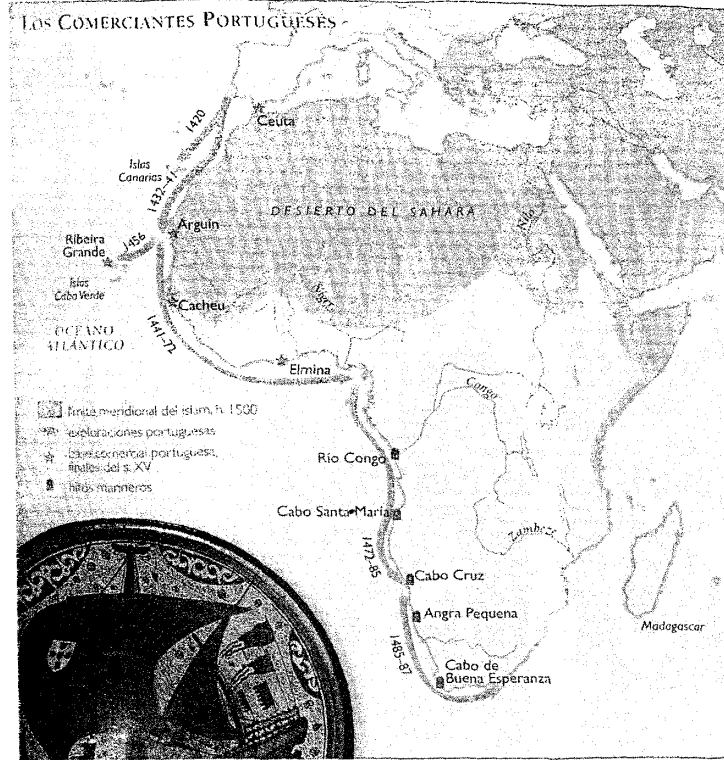 LOS COMERCIANTES PORTUGUESES
1420
Ceuta
Islas
Canarias
1432-41
DESIERTO DEL SAHARA
Nilo
Arguin
Ribeira
Grande
1456
Islas
Cabo Verde
Cacheu
Niger
OCÉANO
ATLÁNTICO
1441-72
Elmina
Congo
límite meridional del islam, h. 1500
exploraciones portuguesas
base comercial portuguesa,
finales del s. XV
hitos marineros
Río Congo
Cabo Santa María
Zambeze
1472-85
Cabo Cruz
Angra Pequena
Madagascar
1485-87
Cabo de
Buena Esperanza